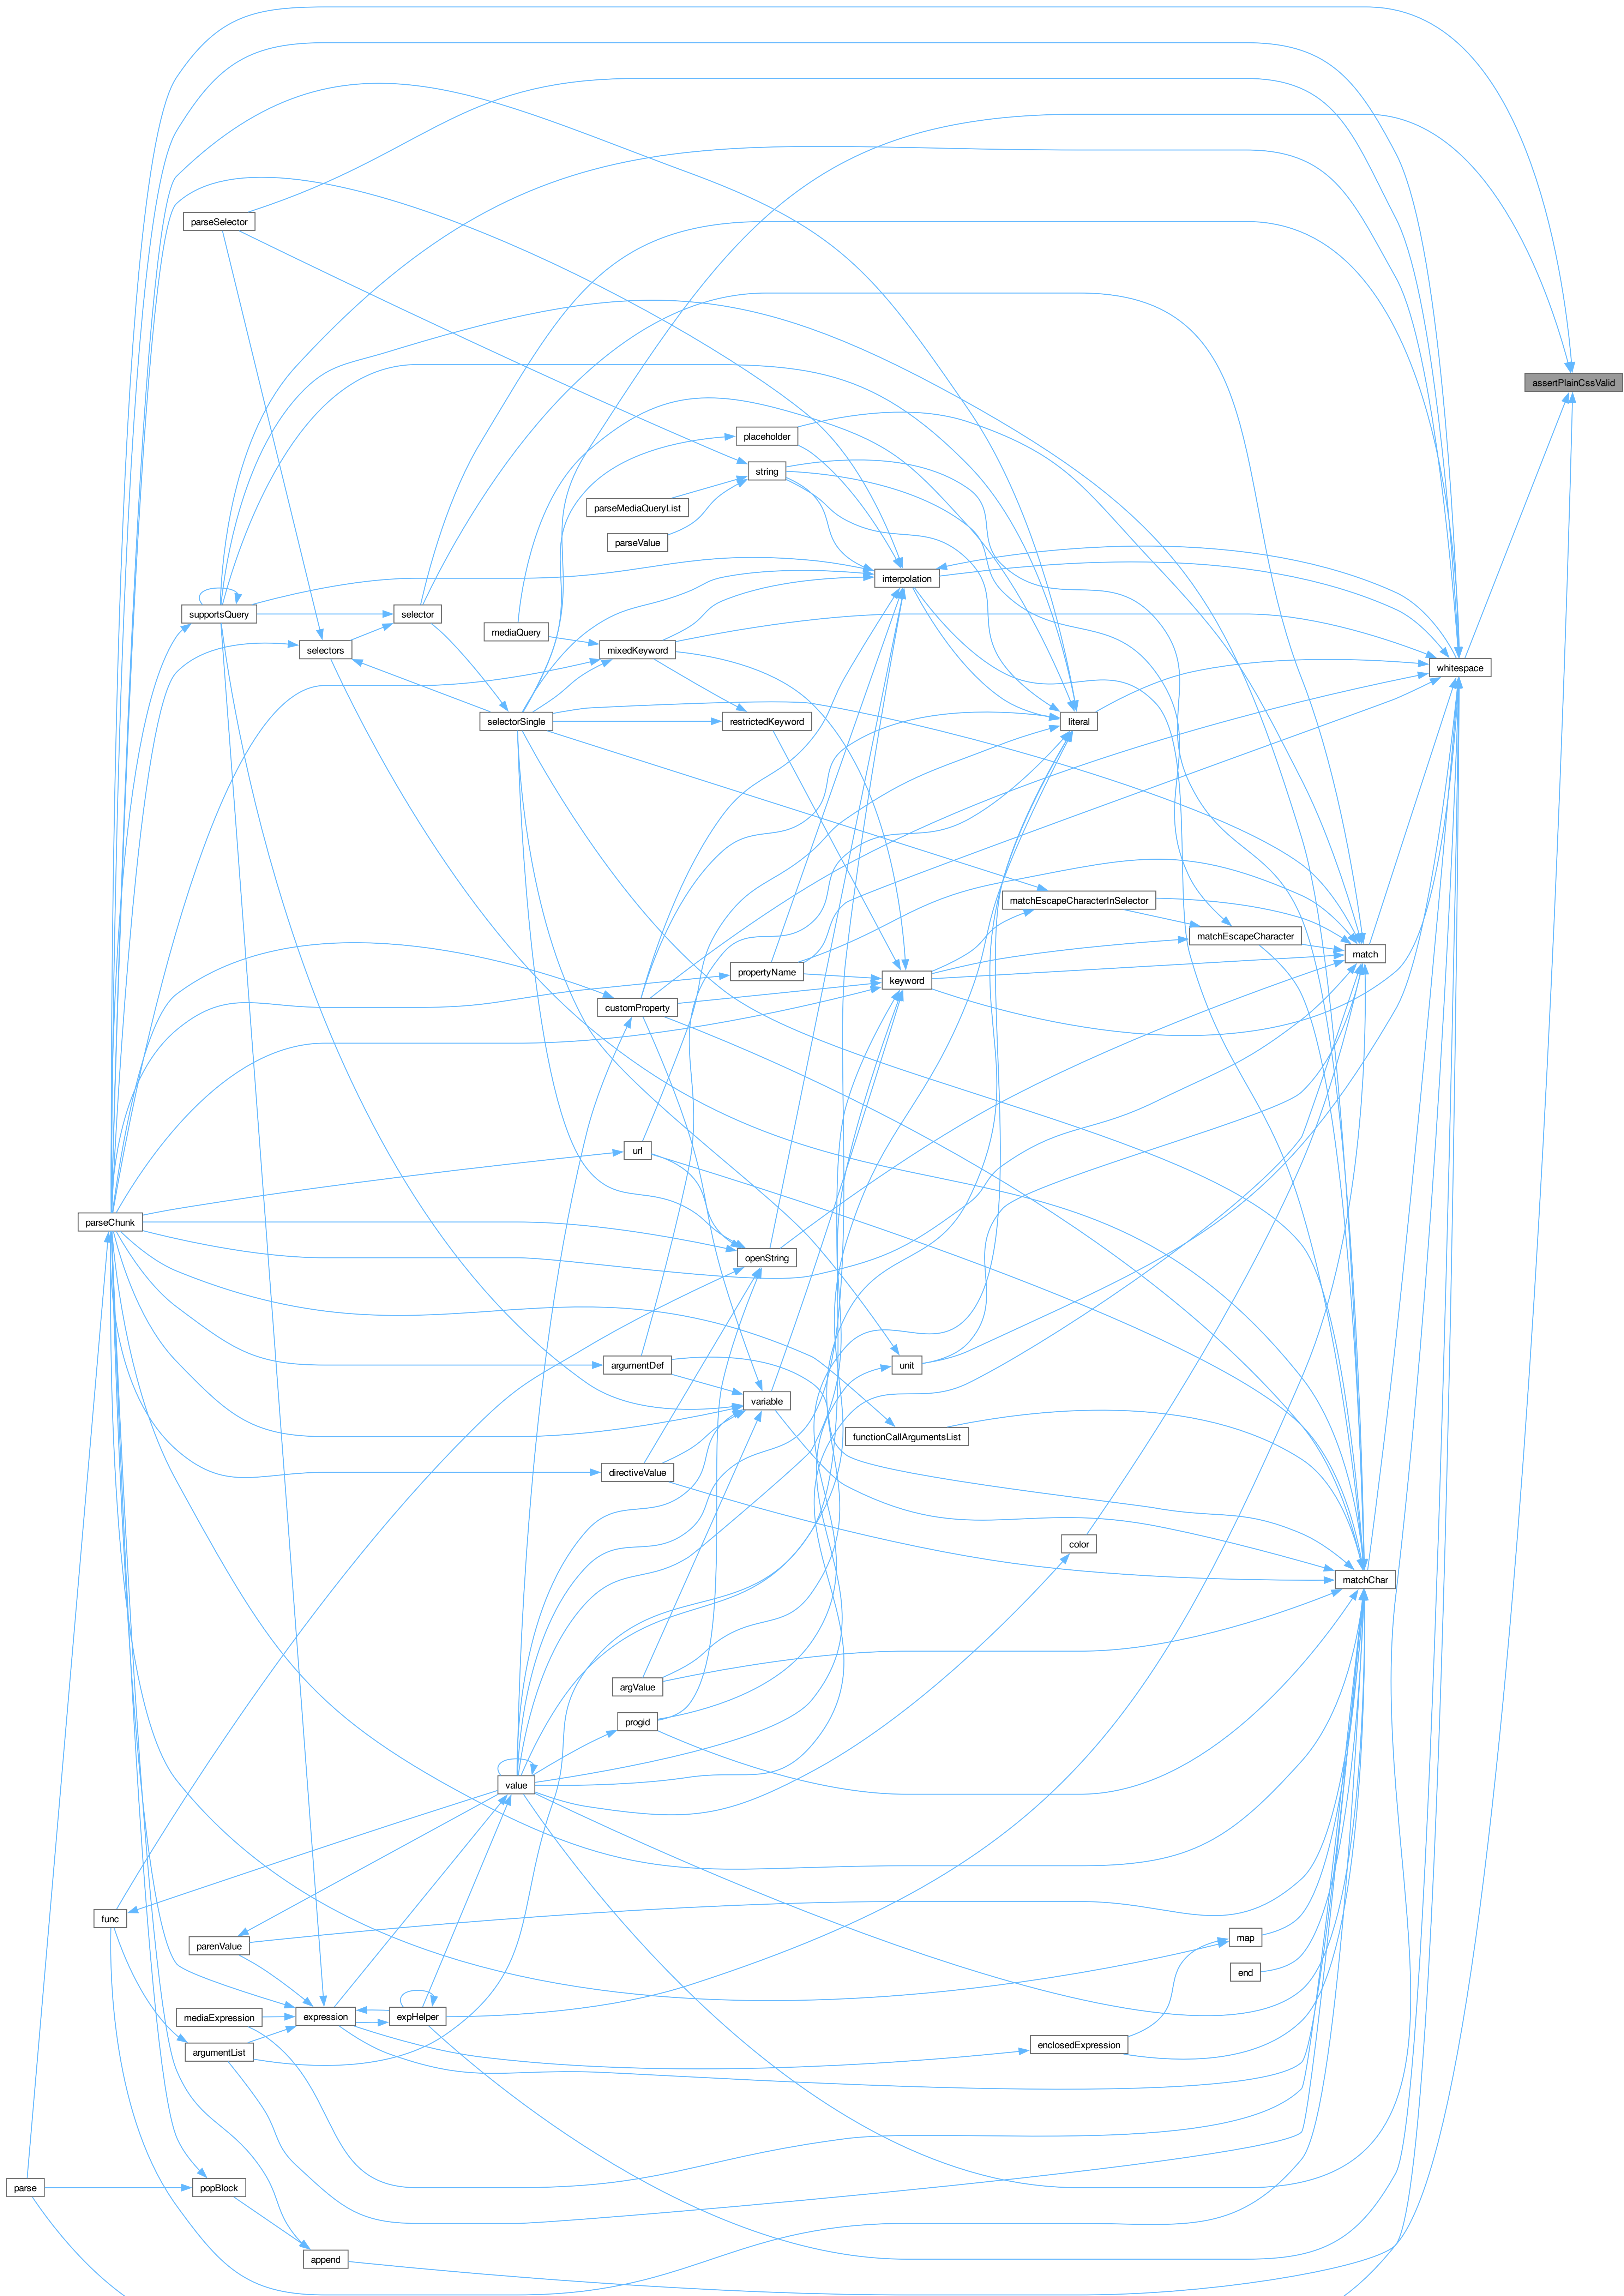 parseSelector
assertPlainCssValid
placeholder
string
parseMediaQueryList
parseValue
interpolation
supportsQuery
selector
mediaQuery
selectors
mixedKeyword
whitespace
selectorSingle
restrictedKeyword
literal
matchEscapeCharacterInSelector
matchEscapeCharacter
match
propertyName
keyword
customProperty
url
parseChunk
openString
argumentDef
unit
variable
functionCallArgumentsList
directiveValue
color
matchChar
argValue
progid
value
func
map
parenValue
end
mediaExpression
expression
expHelper
enclosedExpression
argumentList
parse
popBlock
append